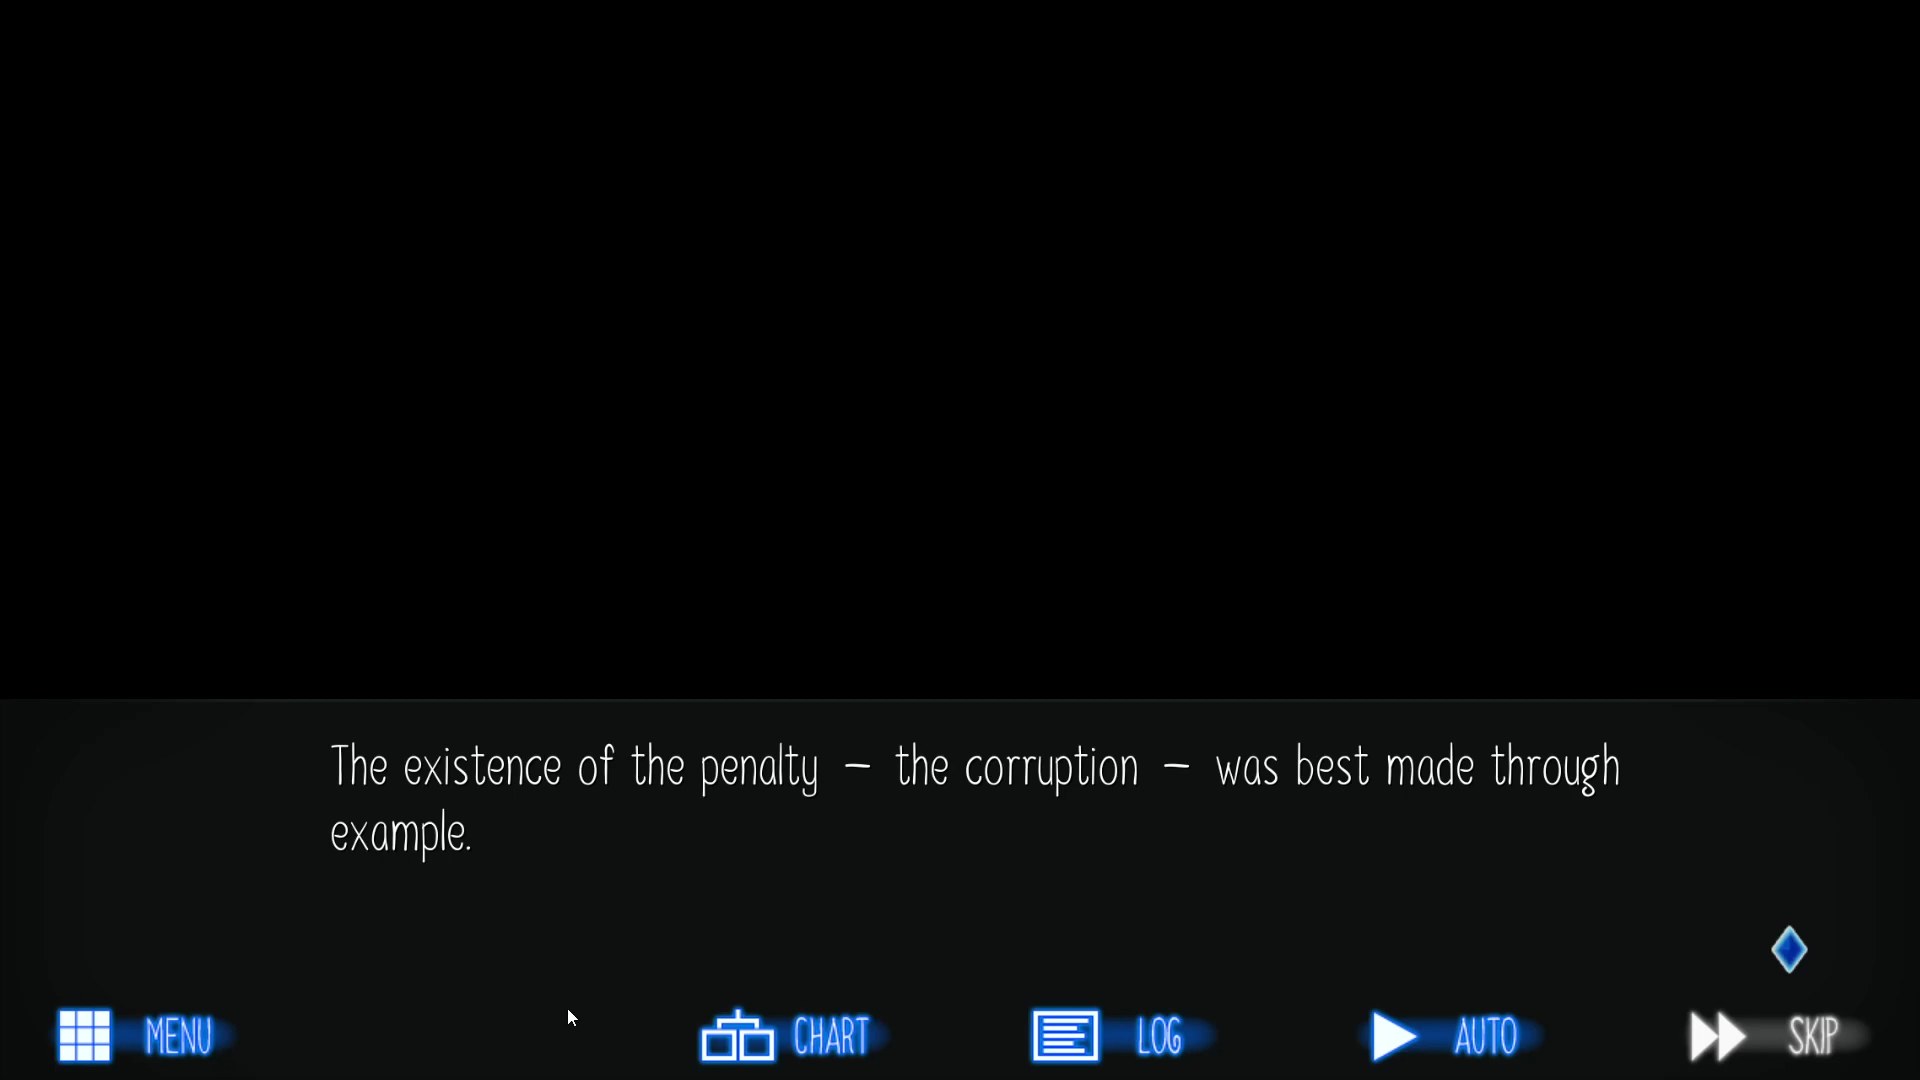 The existence of the penalty – the corruption – was best made through
example.
MENU
CHART
LOG
AUTO
SKIP